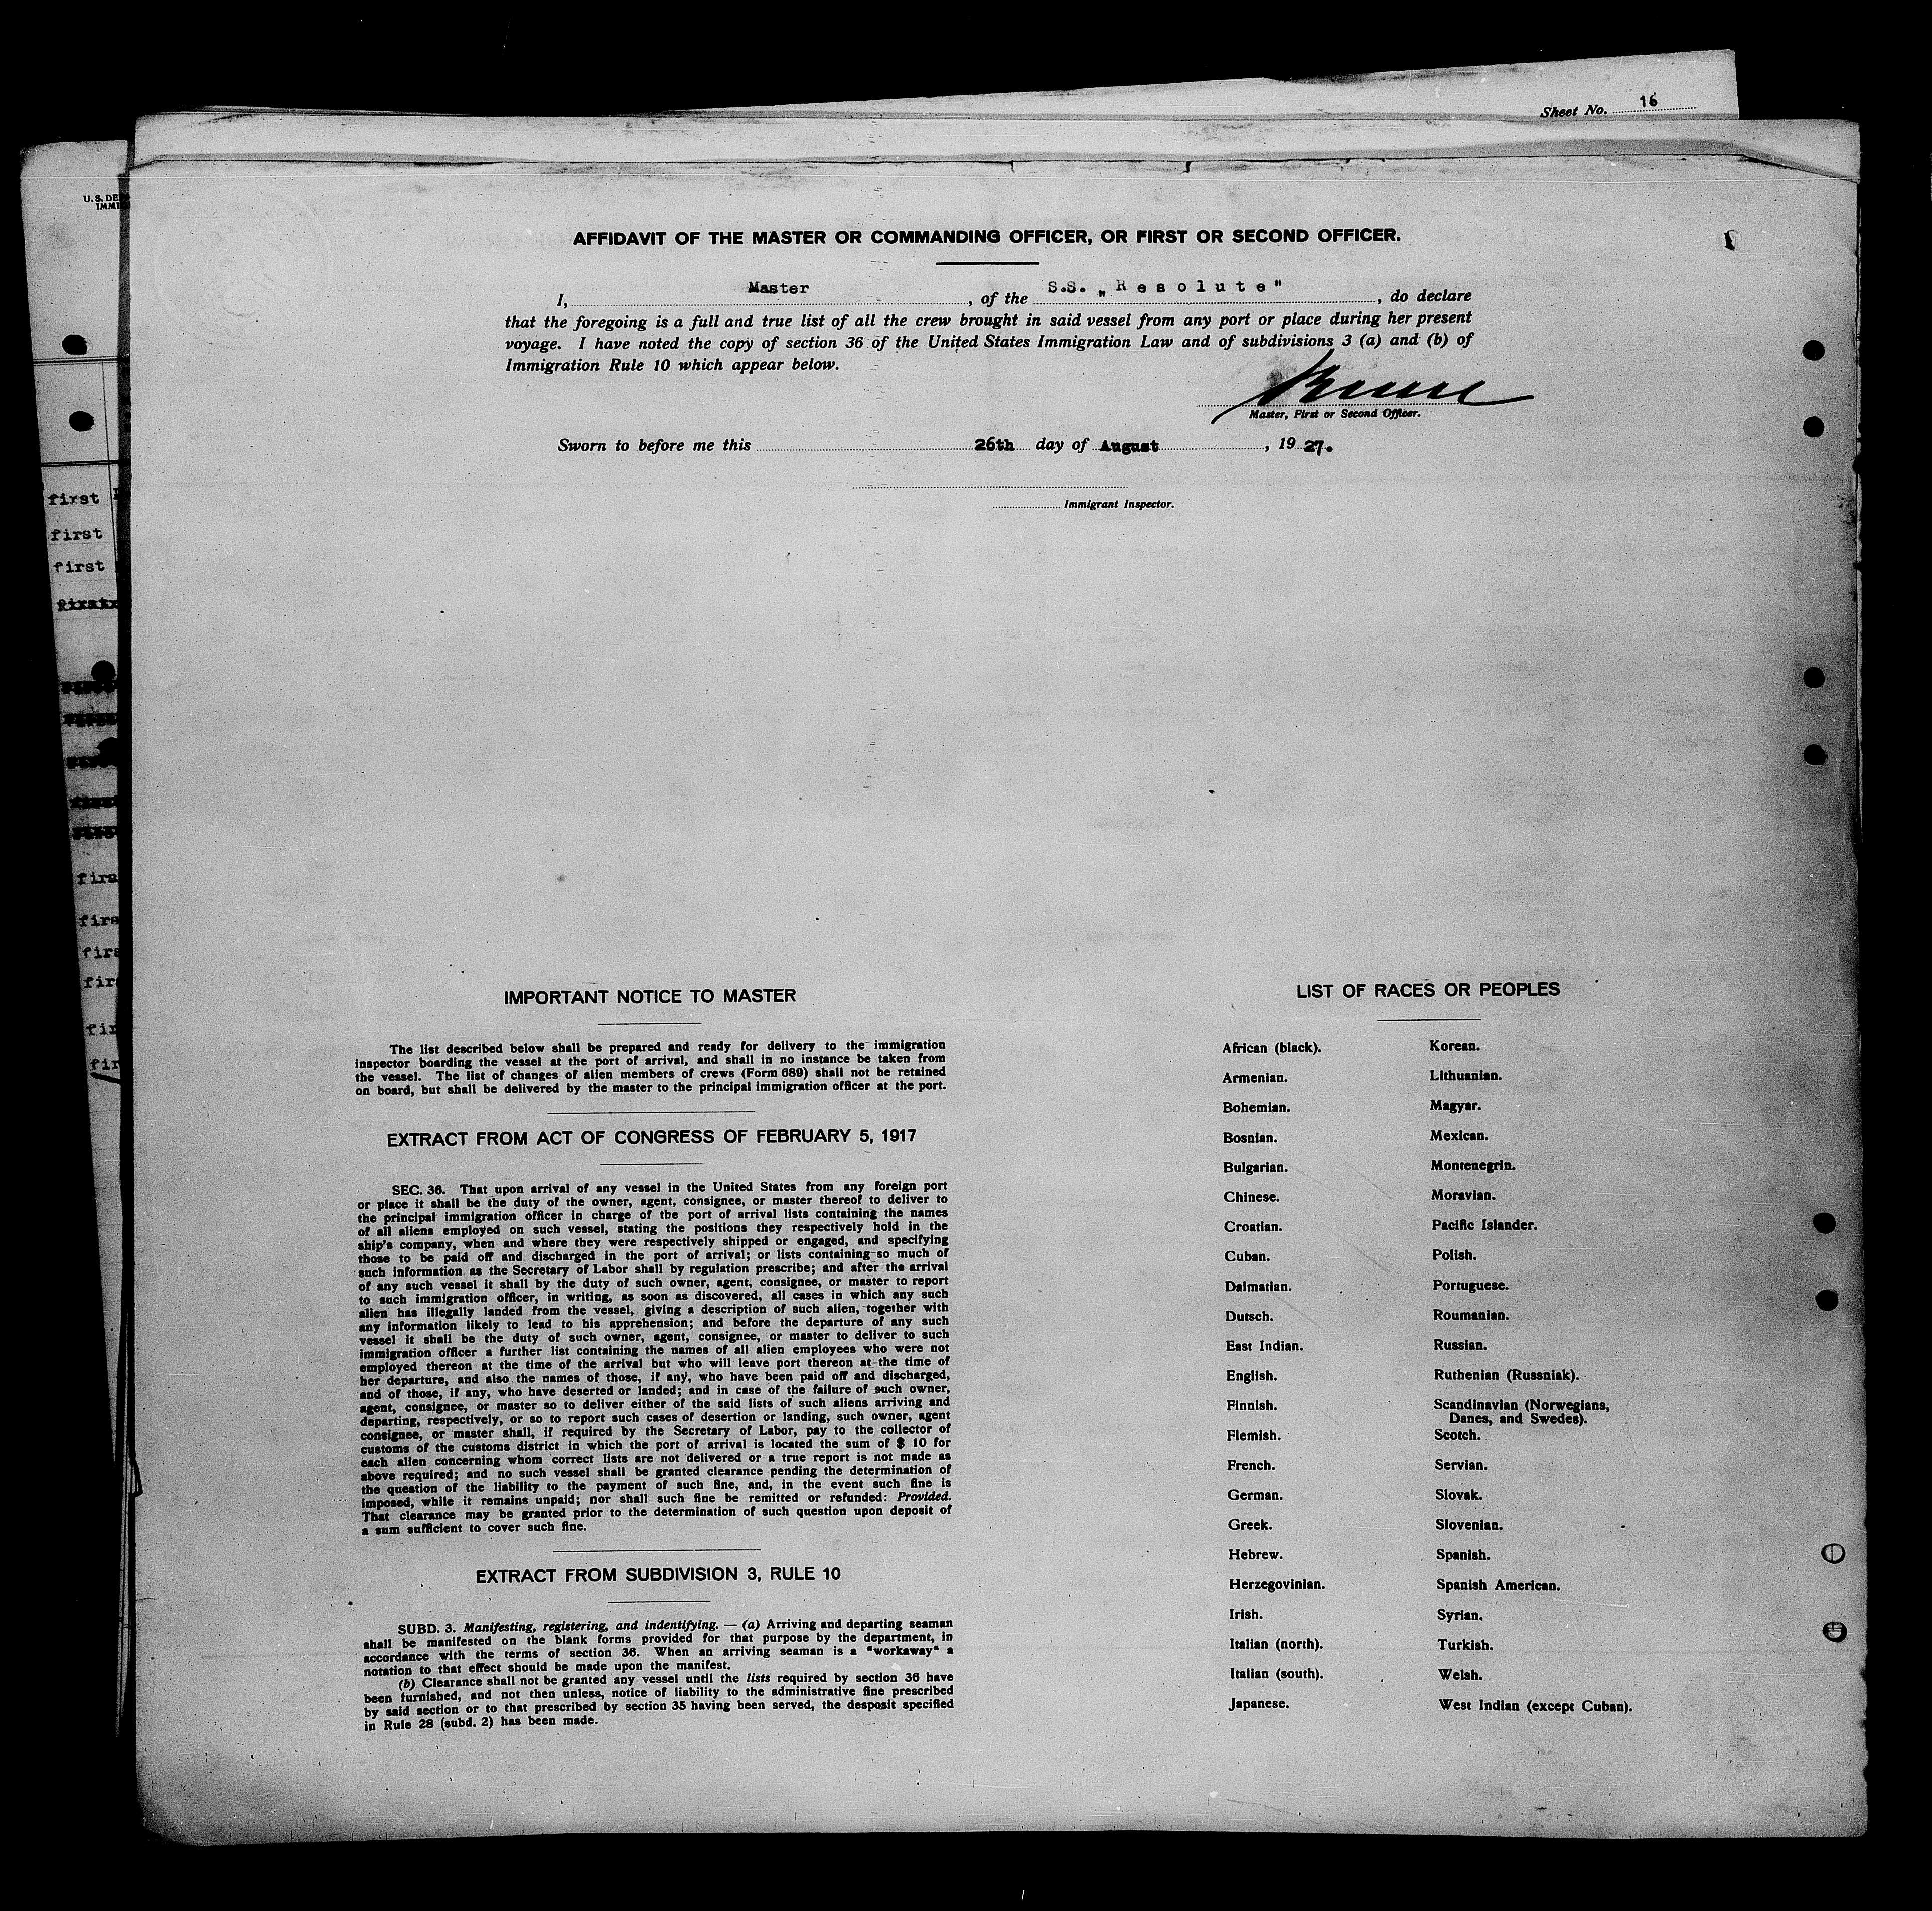 Sheet No. 16
U. S. DE
IMMI
AFFIDAVIT OF THE MASTER OR COMMANDING OFFICER, OR FIRST OR SECOND OFFICER.
I, Master, of the S.S. „Resolute", do declare
that the foregoing is a full and true list of all the crew brought in said vessel from any port or place during her present
voyage. I have noted the copy of section 36 of the United States Immigration Law and of subdivisions 3 (a) and (b) of
Immigration Rule 10 which appear below.
Master, First or Second Officer.
Sworn to before me this 26th day of August, 1927.
Immigrant Inspector.
first
first
first
firs
firs
firs
fir
fir
fir
IMPORTANT NOTICE TO MASTER
The list described below shall be prepared and ready for delivery to the immigration
inspector boarding the vessel at the port of arrival, and shall in no instance be taken from
the vessel. The list of changes of alien members of crews (Form 689) shall not be retained
on board, but shall be delivered by the master to the principal immigration officer at the port.
EXTRACT FROM ACT OF CONGRESS OF FEBRUARY 5, 1917
SEC. 36. That upon arrival of any vessel in the United States from any foreign port
or place it shall be the duty of the owner, agent, consignee, or master thereof to deliver to
the principal immigration officer in charge of the port of arrival lists containing the names
of all aliens employed on such vessel, stating the positions they respectively hold in the
ship's company, when and where they were respectively shipped or engaged, and specifying
those to be paid off and discharged in the port of arrival; or lists containing so much of
such information as the Secretary of Labor shall by regulation prescribe; and after the arrival
of any such vessel it shall by the duty of such owner, agent, consignee, or master to report
to such immigration officer, in writing, as soon as discovered, all cases in which any such
alien has illegally landed from the vessel, giving a description of such alien, together with
any information likely to lead to his apprehension; and before the departure of any such
vessel it shall be the duty of such owner, agent, consignee, or master to deliver to such
immigration officer a further list containing the names of all alien employees who were not
employed thereon at the time of the arrival but who will leave port thereon at the time of
her departure, and also the names of those, if any, who have been paid off and discharged,
and of those, if any, who have deserted or landed; and in case of the failure of such owner,
agent, consignee, or master so to deliver either of the said lists of such aliens arriving and
departing, respectively, or so to report such cases of desertion or landing, such owner, agent
consignee, or master shall, if required by the Secretary of Labor, pay to the collector of
customs of the customs district in which the port of arrival is located the sum of $ 10 for
each alien concerning whom correct lists are not delivered or a true report is not made as
above required; and no such vessel shall be granted clearance pending the determination of
the question of the liability to the payment of such fine, and, in the event such fine is
imposed, while it remains unpaid; nor shall such fine be remitted or refunded: Provided.
That clearance may be granted prior to the determination of such question upon deposit of
a sum sufficient to cover such fine.
EXTRACT FROM SUBDIVISION 3, RULE 10
SUBD. 3. Manifesting, registering, and indentifying. — (a) Arriving and departing seaman
shall be manifested on the blank forms provided for that purpose by the department, in
accordance with the terms of section 36. When an arriving seaman is a "workaway" a
notation to that effect should be made upon the manifest.
(b) Clearance shall not be granted any vessel until the lists required by section 36 have
been furnished, and not then unless, notice of liability to the administrative fine prescribed
by said section or to that prescribed by section 35 having been served, the desposit specified
in Rule 28 (subd. 2) has been made.
LIST OF RACES OR PEOPLES
African (black).
Armenian.
Bohemian.
Bosnian.
Bulgarian.
Chinese.
Croatian.
Cuban.
Dalmatian.
Dutsch.
East Indian.
English.
Finnish.
Flemish.
French.
German.
Greek.
Hebrew.
Herzegovinian.
Irish.
Italian (north).
Italian (south).
Japanese.
Korean.
Lithuanian.
Magyar.
Mexican.
Montenegrin.
Moravian.
Pacific Islander.
Polish.
Portuguese.
Roumanian.
Russian.
Ruthenian (Russniak).
Scandinavian (Norwegians,
Danes, and Swedes).
Scotch.
Servian.
Slovak.
Slovenian.
Spanish.
Spanish American.
Syrian.
Turkish.
Welsh.
West Indian (except Cuban).